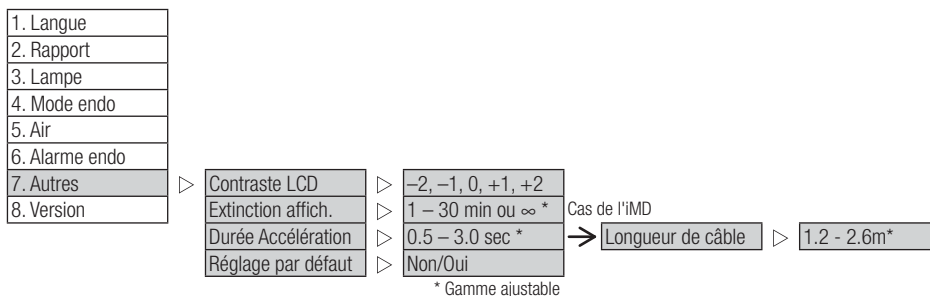 1. Langue
2. Rapport
3. Lampe
4. Mode endo
5. Air
6. Alarme endo
7. Autres
8. Version
Contraste LCD
–2, –1, 0, +1, +2
Extinction affich.
1 – 30 min ou ∞ *
Durée Accélération
0.5 – 3.0 sec *
Réglage par défaut
Non/Oui
* Gamme ajustable
Cas de l'iMD
Longueur de câble
1.2 - 2.6m*